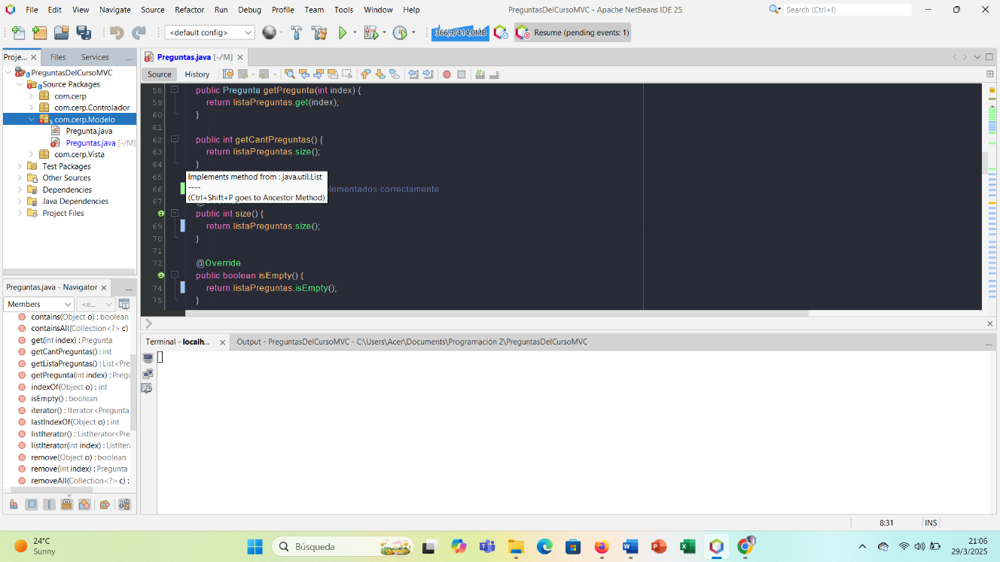 File Edit View Navigate Source Refactor Run Debug Profile Team Tools Window Help
PreguntasDelCursoMVC - Apache NetBeans IDE 25
Search (Ctrl+I)
<default config>
366,9/414,0MB
Resume (pending events: 1)
Proje...
Files
Services
PreguntasDelCursoMVC
Source Packages
com.cerp
com.cerp.Controlador
com.cerp.Modelo
Pregunta.java
Preguntas.java [-/M]
com.cerp.Vista
Test Packages
Other Sources
Dependencies
Java Dependencies
Project Files
Preguntas.java - Navigator
Members
<e...
contains(Object o) : boolean
containsAll(Collection<?> c)
get(int index) : Pregunta
getCantPreguntas() : int
getListaPreguntas() : List<Pre
getPregunta(int index) : Pregu
indexOf(Object o) : int
isEmpty() : boolean
iterator() : Iterator<Pregunta
lastIndexOf(Object o) : int
listIterator() : ListIterator<Pre
listIterator(int index) : ListItera
remove(Object o) : boolean
remove(int index) : Pregunta
removeAll(Collection<?> c) :
Preguntas.java [-/M]
Source History
58 public Pregunta getPregunta(int index) {
59 return listaPreguntas.get(index);
60 }
61
62 public int getCantPreguntas() {
63 return listaPreguntas.size();
64 }
65
Implements method from : java.util.List
----
(Ctrl+Shift+P goes to Ancestor Method)
66 lementados correctamente
67
public int size() {
69 return listaPreguntas.size();
70 }
71
72 @Override
public boolean isEmpty() {
74 return listaPreguntas.isEmpty();
75 }
Terminal - localh...
Output - PreguntasDelCursoMVC - C:\Users\Acer\Documents\Programación 2\PreguntasDelCursoMVC
8:31
INS
24°C
Sunny
Búsqueda
21:06
29/3/2025